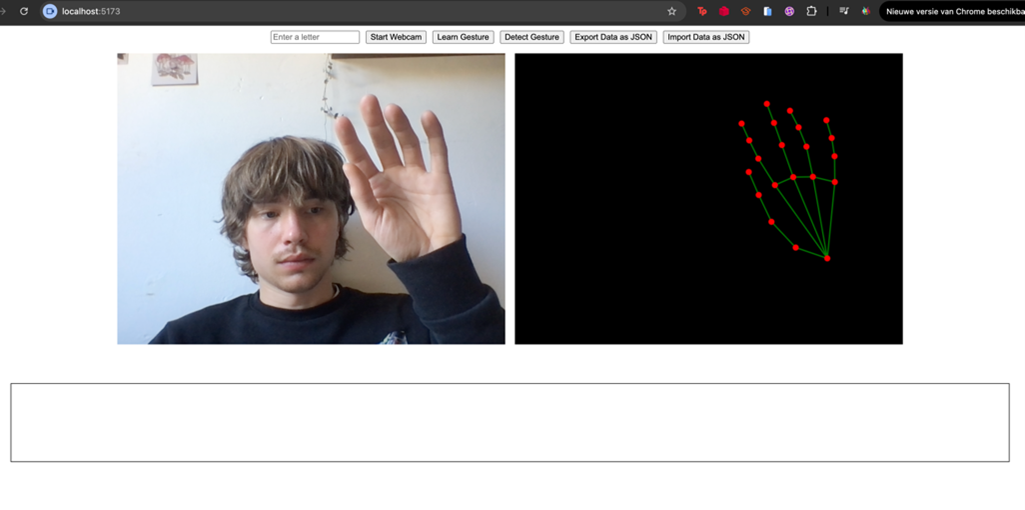 localhost:5173
Nieuwe versie van Chrome beschikba
Enter a letter Start Webcam Learn Gesture Detect Gesture Export Data as JSON Import Data as JSON